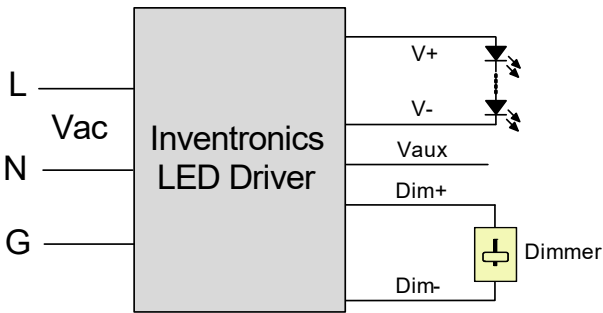 L
Vac
N
G
Inventronics
LED Driver
V+
V-
Vaux
Dim+
Dimmer
Dim-